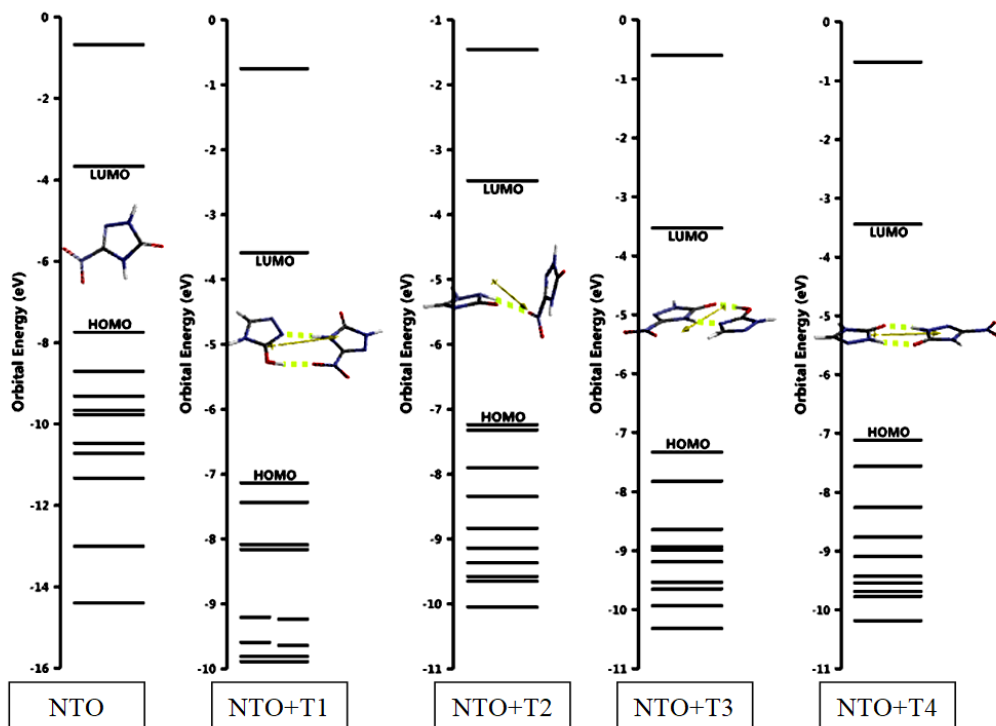 Orbital Energy (eV)
0
-2
-4
-6
-8
-10
-12
-14
-16
LUMO
HOMO
NTO
Orbital Energy (eV)
0
-1
-2
-3
-4
-5
-6
-7
-8
-9
-10
LUMO
HOMO
NTO+T1
Orbital Energy (eV)
-1
-2
-3
-4
-5
-6
-7
-8
-9
-10
-11
LUMO
HOMO
NTO+T2
Orbital Energy (eV)
0
-1
-2
-3
-4
-5
-6
-7
-8
-9
-10
-11
LUMO
HOMO
NTO+T3
Orbital Energy (eV)
0
-1
-2
-3
-4
-5
-6
-7
-8
-9
-10
-11
LUMO
HOMO
NTO+T4